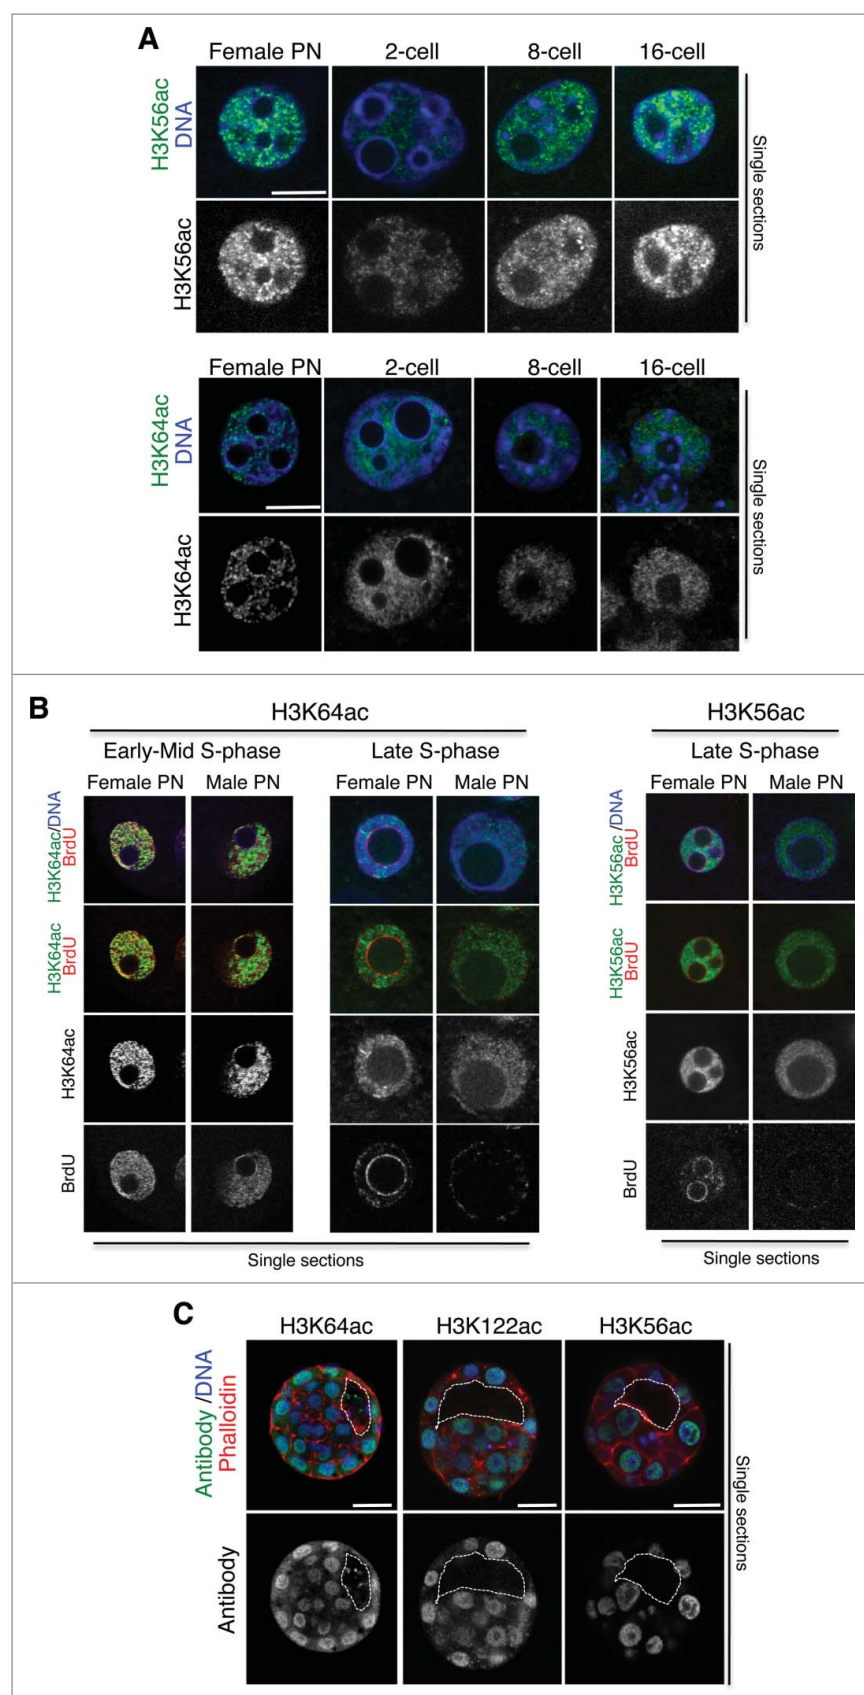 A
Female PN 2-cell 8-cell 16-cell
H3K56ac
DNA
H3K56ac
Single sections
Female PN 2-cell 8-cell 16-cell
H3K64ac
DNA
H3K64ac
Single sections
B
H3K64ac
Early-Mid S-phase Late S-phase
Female PN Male PN Female PN Male PN
H3K64ac/DNA
BrdU
H3K64ac
BrdU
H3K64ac
BrdU
Single sections
H3K56ac
Late S-phase
Female PN Male PN
H3K56ac /DNA
BrdU
H3K56ac
BrdU
H3K56ac
BrdU
Single sections
C
H3K64ac H3K122ac H3K56ac
Antibody /DNA
Phalloidin
Antibody
Single sections